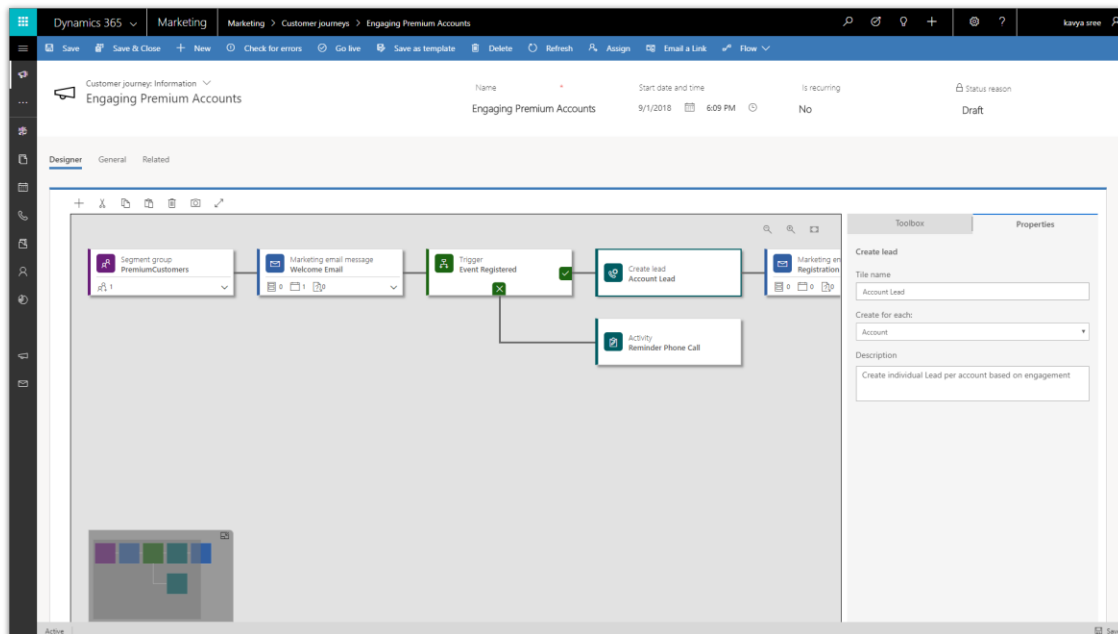 Dynamics 365 Marketing Marketing > Customer journeys > Engaging Premium Accounts kavya sree
Save Save & Close New Check for errors Go live Save as template Delete Refresh Assign Email a Link Flow
Customer journey: Information
Engaging Premium Accounts
Name * Start date and time Is recurring Status reason
Engaging Premium Accounts 9/1/2018 6:09 PM No Draft
Designer General Related
Toolbox Properties
Segment group
PremiumCustomers
1
Marketing email message
Welcome Email
0 1 0
Trigger
Event Registered
Create lead
Account Lead
Marketing en
Registration
0 0 0
Activity
Reminder Phone Call
Create lead
Tile name
Account Lead
Create for each:
Account
Description
Create individual Lead per account based on engagement
Active